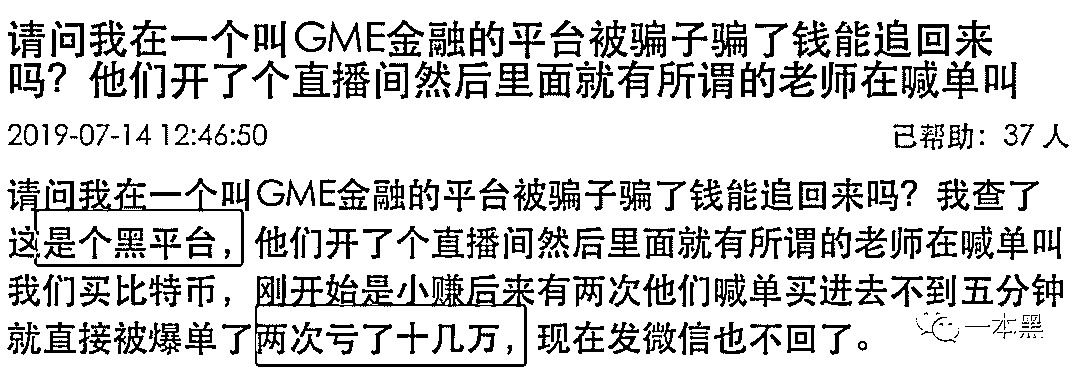 请问我在一个叫GME金融的平台被骗子骗了钱能追回来
吗？他们开了个直播间然后里面就有所谓的老师在喊单叫
2019-07-14 12:46:50 已帮助：37人
请问我在一个叫GME金融的平台被骗子骗了钱能追回来吗？我查了
这是个黑平台，他们开了个直播间然后里面就有所谓的老师在喊单叫
我们买比特币，刚开始是小赚后来有两次他们喊单买进去不到五分钟
就直接被爆单了两次亏了十几万，现在发微信也不回了。
一本黑